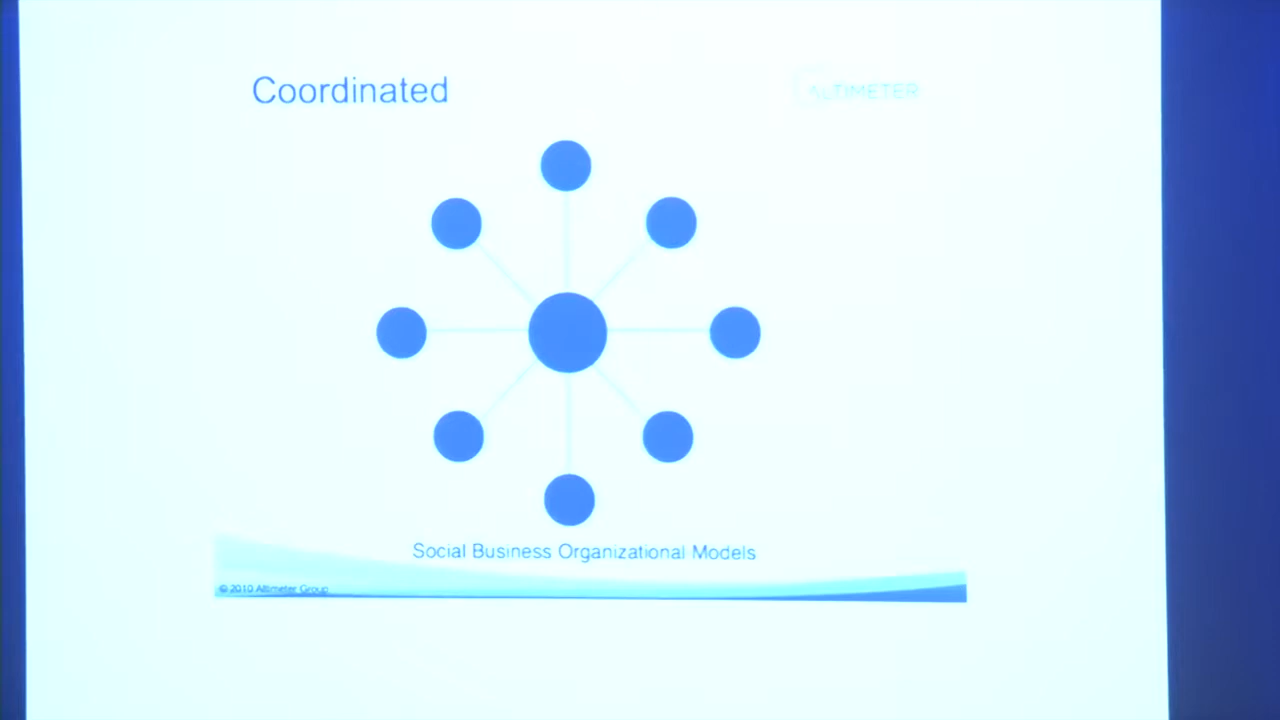 Coordinated
ALTIMETER
Social Business Organizational Models
© 2010 Altimeter Group